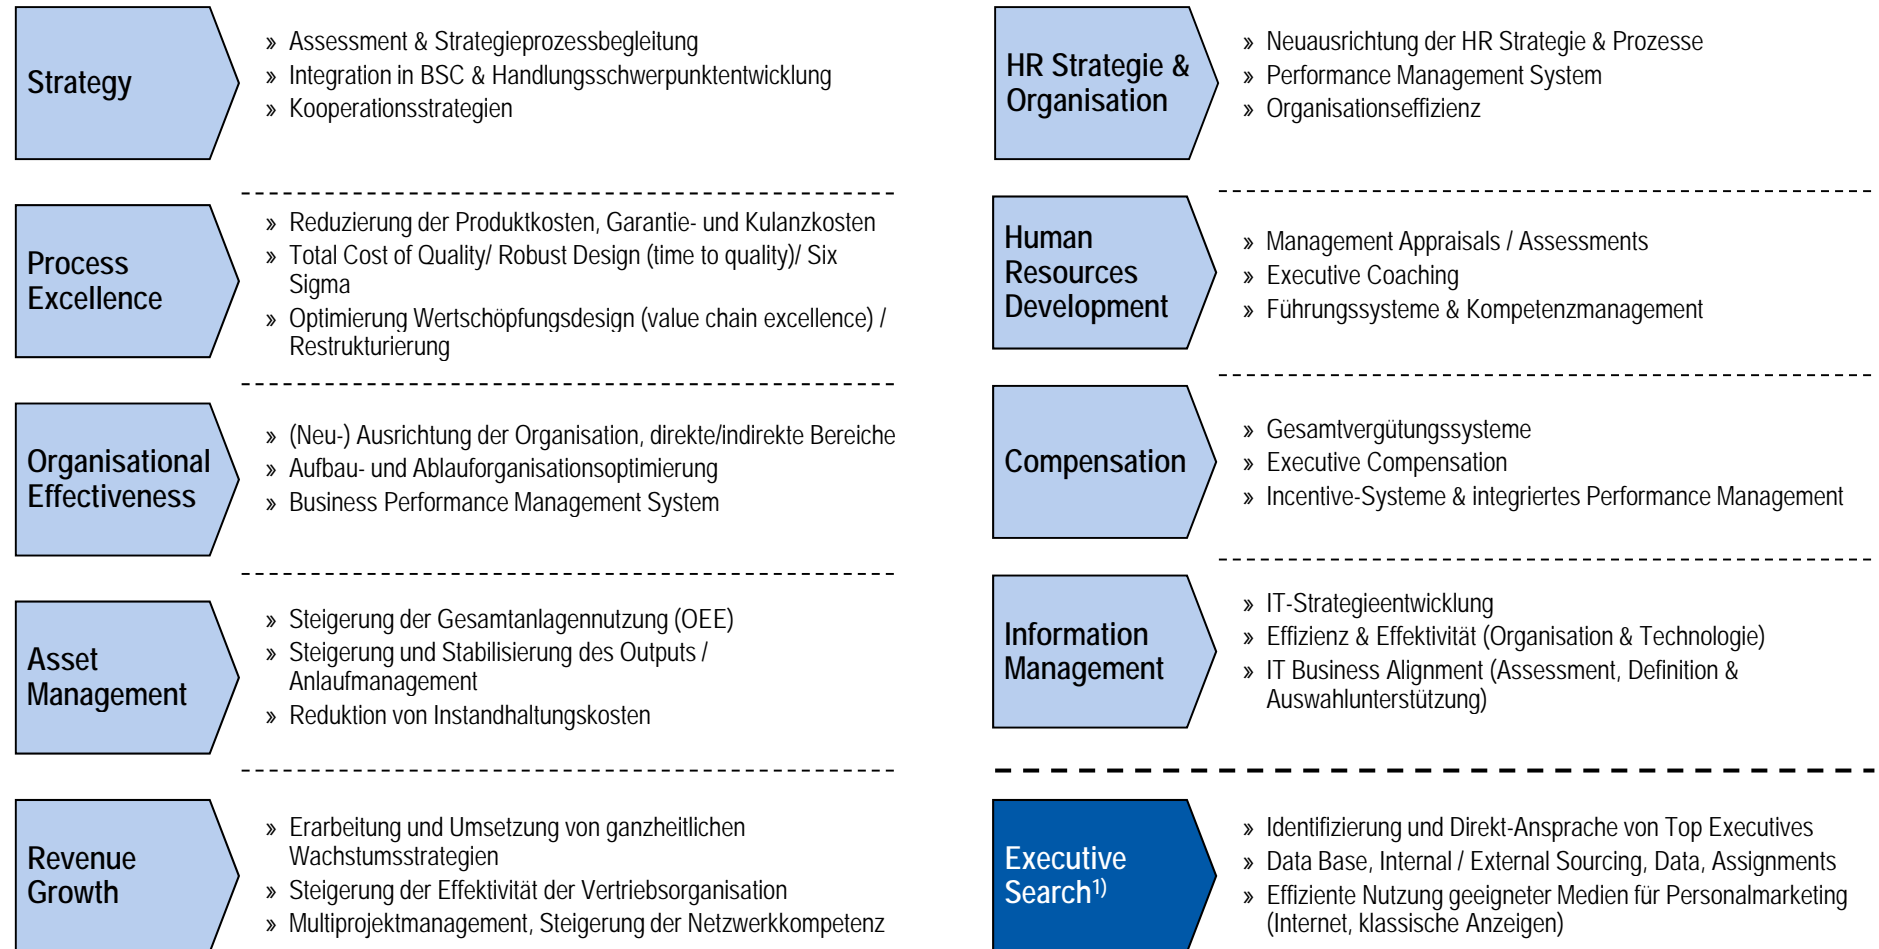 Strategy
» Assessment & Strategieprozessbegleitung
» Integration in BSC & Handlungsschwerpunktentwicklung
» Kooperationsstrategien
Process
Excellence
» Reduzierung der Produktkosten, Garantie- und Kulanzkosten
» Total Cost of Quality/ Robust Design (time to quality)/ Six
Sigma
» Optimierung Wertschöpfungsdesign (value chain excellence) /
Restrukturierung
Organisational
Effectiveness
» (Neu-) Ausrichtung der Organisation, direkte/indirekte Bereiche
» Aufbau- und Ablauforganisationsoptimierung
» Business Performance Management System
Asset
Management
» Steigerung der Gesamtanlagennutzung (OEE)
» Steigerung und Stabilisierung des Outputs /
Anlaufmanagement
» Reduktion von Instandhaltungskosten
Revenue
Growth
» Erarbeitung und Umsetzung von ganzheitlichen
Wachstumsstrategien
» Steigerung der Effektivität der Vertriebsorganisation
» Multiprojektmanagement, Steigerung der Netzwerkkompetenz
HR Strategie &
Organisation
» Neuausrichtung der HR Strategie & Prozesse
» Performance Management System
» Organisationseffizienz
Human
Resources
Development
» Management Appraisals / Assessments
» Executive Coaching
» Führungssysteme & Kompetenzmanagement
Compensation
» Gesamtvergütungssysteme
» Executive Compensation
» Incentive-Systeme & integriertes Performance Management
Information
Management
» IT-Strategieentwicklung
» Effizienz & Effektivität (Organisation & Technologie)
» IT Business Alignment (Assessment, Definition &
Auswahlunterstützung)
Executive
Search1)
» Identifizierung und Direkt-Ansprache von Top Executives
» Data Base, Internal / External Sourcing, Data, Assignments
» Effiziente Nutzung geeigneter Medien für Personalmarketing
(Internet, klassische Anzeigen)